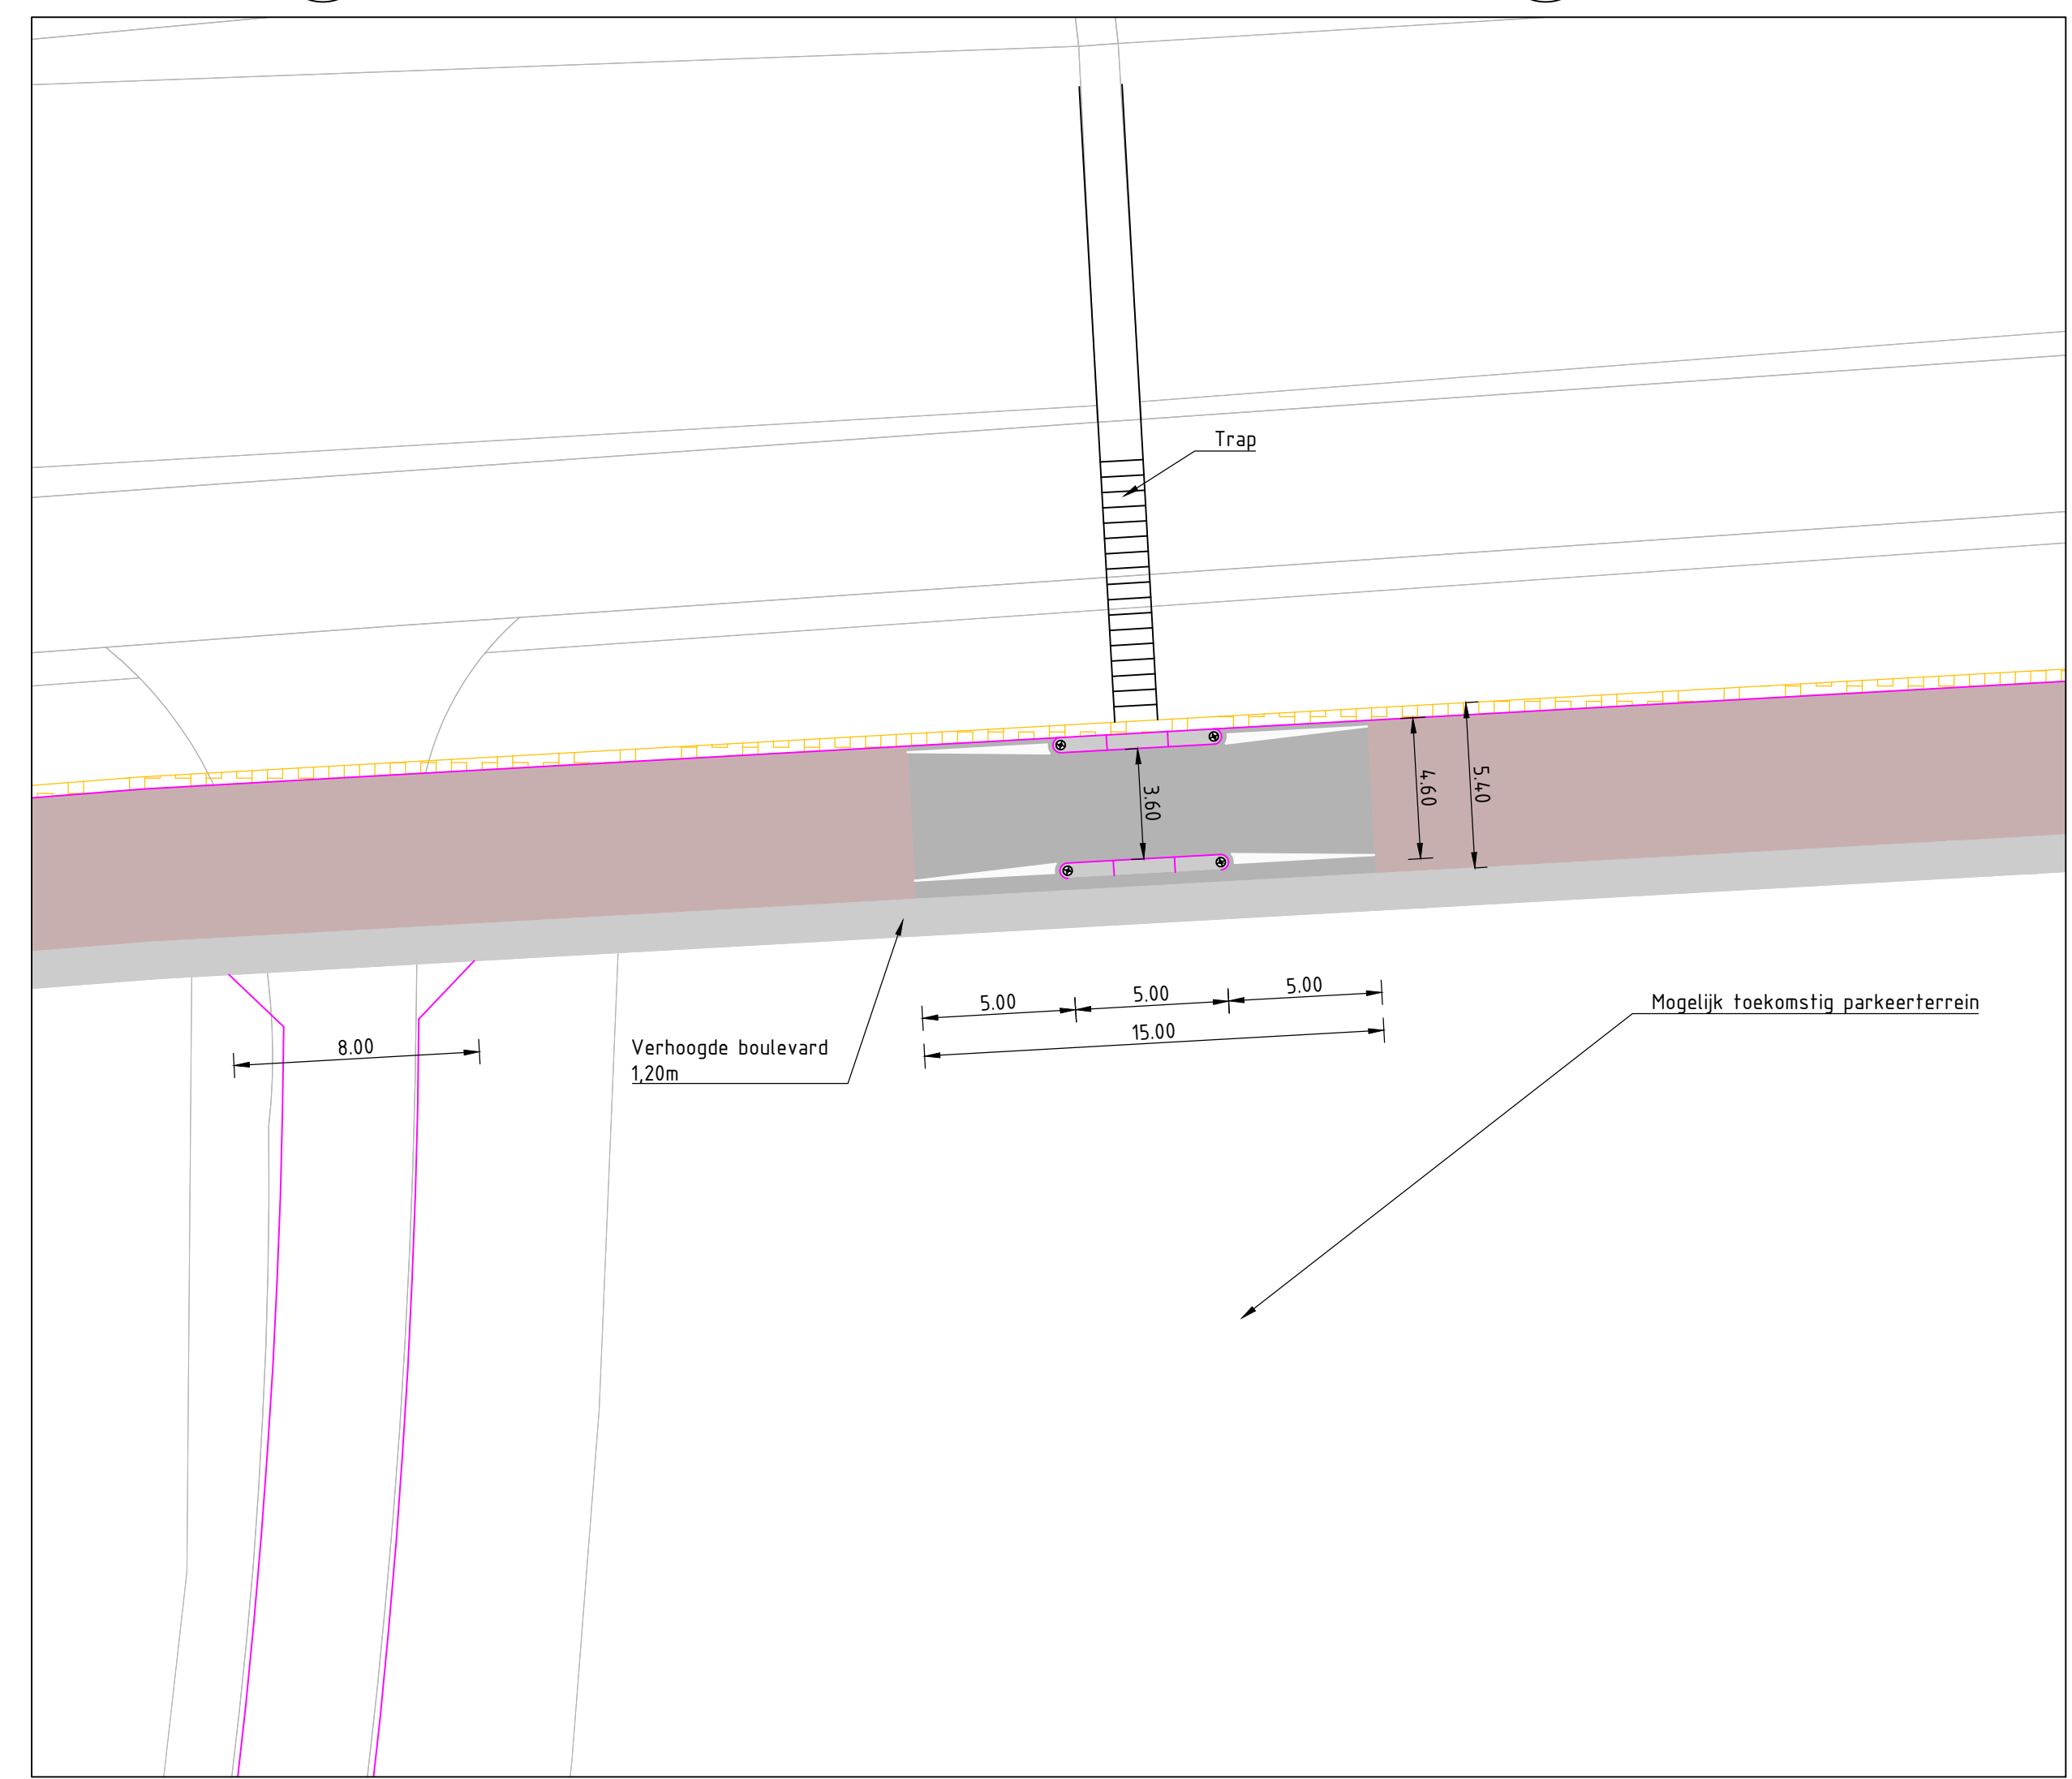 Trap
3.60
4.60
5.40
5.00
5.00
5.00
15.00
8.00
Verhoogde boulevard
1,20m
Mogelijk toekomstig parkeerterrein